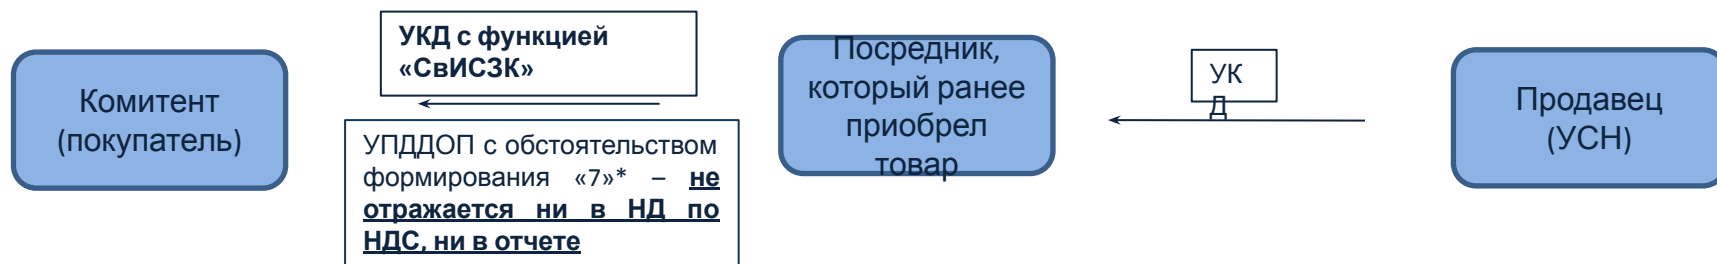 Комитент
(покупатель)
УКД с функцией
«СвИСЗК»
УПДДОП с обстоятельством
формирования «7»* – не
отражается ни в НД по
НДС, ни в отчете
Посредник,
который ранее
приобрел
товар
УК
Д
Продавец
(УСН)